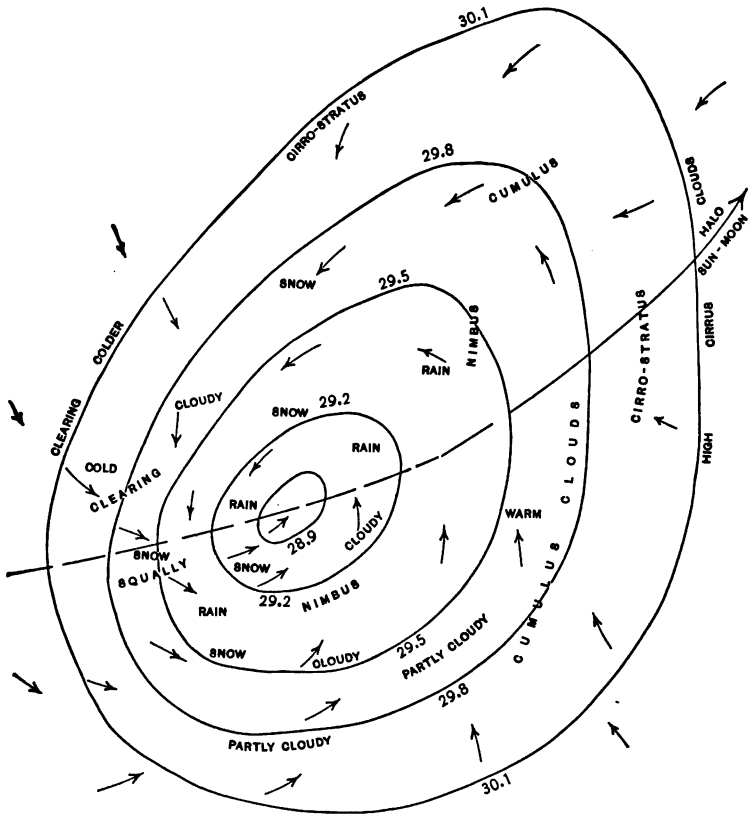 30.1
CIRRO-STRATUS
29.8
CUMULUS
CLOUDS
HALO
SUN-MOON
SNOW
29.5
COLDER
NIMBUS
CIRRO-STRATUS
CIRRUS
RAIN
CLOUDY
SNOW
29.2
CLEARING
RAIN
CLOUDS
HIGH
COLD
CLEARING
RAIN
WARM
28.9
CLOUDY
SNOW
SQUALLY
SNOW
29.2
NIMBUS
RAIN
CUMULUS
SNOW
CLOUDY
29.5
PARTLY CLOUDY
29.8
PARTLY CLOUDY
30.1